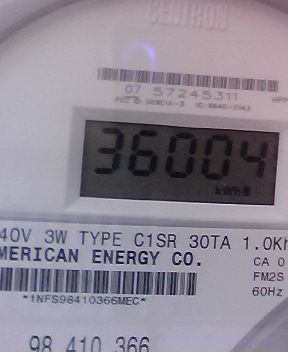 CENTRON
07 57245311
36004
kWh
40V 3W TYPE C1SR 30TA 1.0Kh
MERICAN ENERGY CO.
CA 0
FM2S
60Hz
*1NFS98410366MEC*
98 410 366